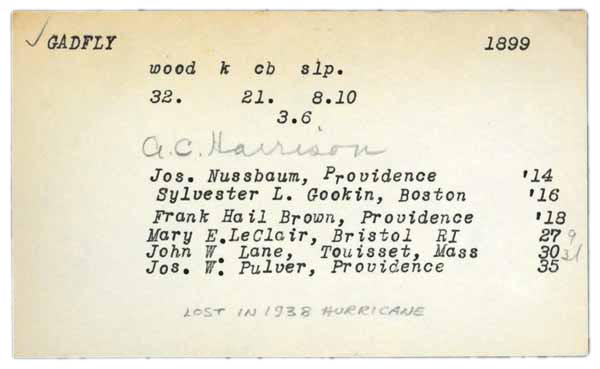 ✓ GADFLY 1899
wood k cb slp.
32. 21. 8.10
3.6
A.C. Harrison
Jos. Nussbaum, Providence '14
Sylvester L. Gookin, Boston '16
Frank Hail Brown, Providence '18
Mary E.LeClair, Bristol RI 27 9
John W. Lane, Touisset, Mass 30 31
Jos. W. Pulver, Providence 35
LOST IN 1938 HURRICANE